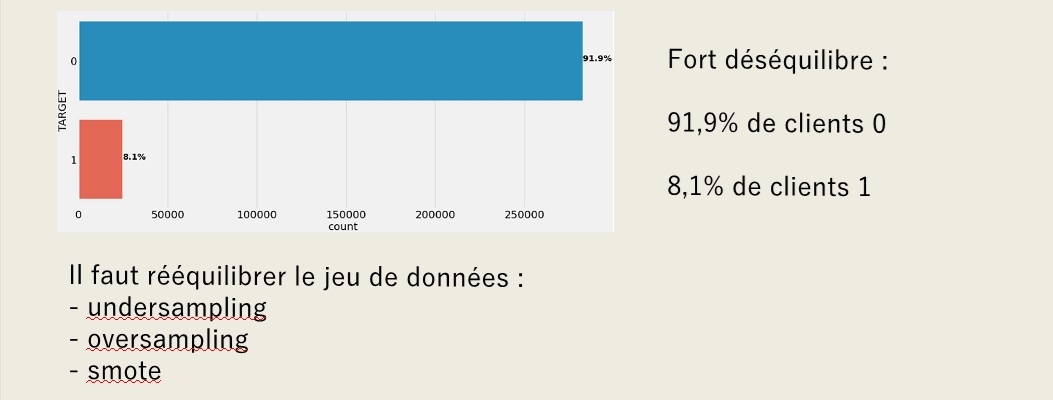 0
91.9%
TARGET
1
8.1%
0 50000 100000 150000 200000 250000
count
Fort déséquilibre :
91,9% de clients 0
8,1% de clients 1
Il faut rééquilibrer le jeu de données :
- undersampling
- oversampling
- smote